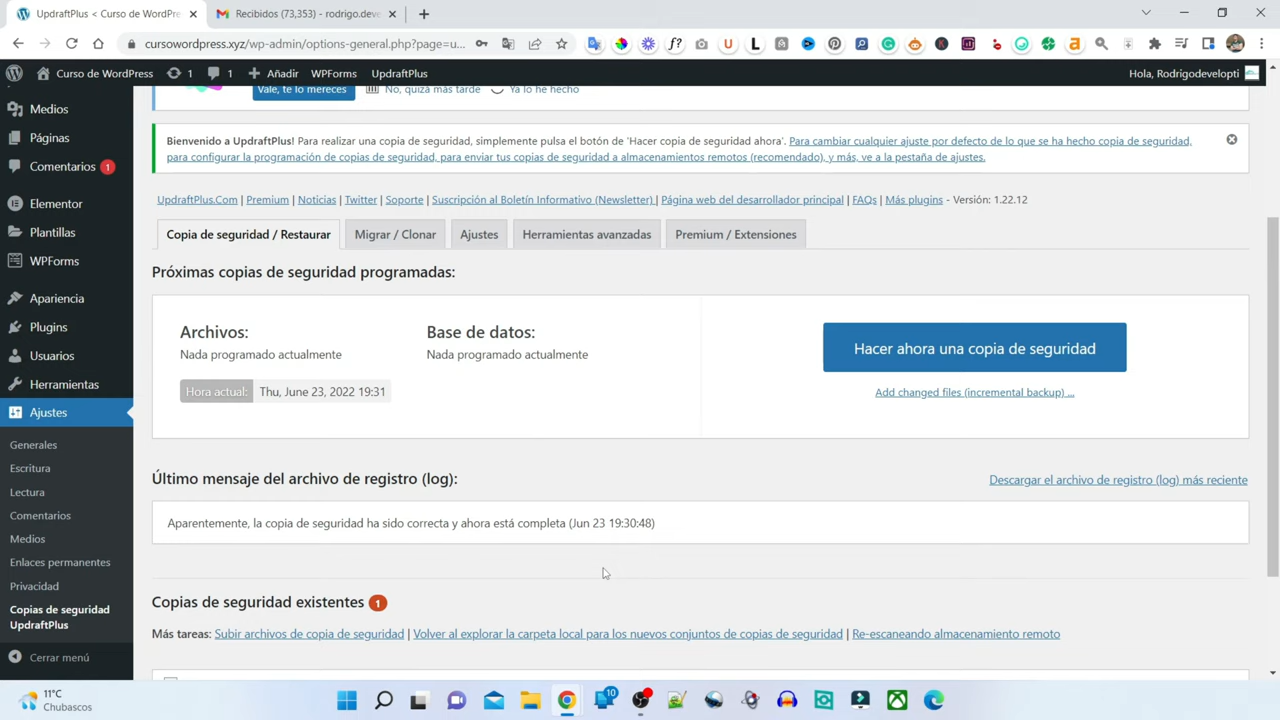 UpdraftPlus < Curso de WordPre
Recibidos (73,353) - rodrigo.deve
cursowordpress.xyz/wp-admin/options-general.php?page=u...
Curso de WordPress
1
1
Añadir
WPForms
UpdraftPlus
Hola, Rodrigodevelopti
Medios
Páginas
Comentarios 1
Elementor
Plantillas
WPForms
Apariencia
Plugins
Usuarios
Herramientas
Ajustes
Generales
Escritura
Lectura
Comentarios
Medios
Enlaces permanentes
Privacidad
Copias de seguridad
UpdraftPlus
Cerrar menú
Vale, te lo mereces
No, quizá más tarde
Ya lo he hecho
Bienvenido a UpdraftPlus! Para realizar una copia de seguridad, simplemente pulsa el botón de 'Hacer copia de seguridad ahora'. Para cambiar cualquier ajuste por defecto de lo que se ha hecho copia de seguridad,
para configurar la programación de copias de seguridad, para enviar tus copias de seguridad a almacenamientos remotos (recomendado), y más, ve a la pestaña de ajustes.
UpdraftPlus.Com | Premium | Noticias | Twitter | Soporte | Suscripción al Boletín Informativo (Newsletter) | Página web del desarrollador principal | FAQs | Más plugins - Versión: 1.22.12
Copia de seguridad / Restaurar
Migrar / Clonar
Ajustes
Herramientas avanzadas
Premium / Extensiones
Próximas copias de seguridad programadas:
Archivos:
Nada programado actualmente
Base de datos:
Nada programado actualmente
Hora actual: Thu, June 23, 2022 19:31
Hacer ahora una copia de seguridad
Add changed files (incremental backup) ...
Último mensaje del archivo de registro (log):
Descargar el archivo de registro (log) más reciente
Aparentemente, la copia de seguridad ha sido correcta y ahora está completa (Jun 23 19:30:48)
Copias de seguridad existentes 1
Más tareas: Subir archivos de copia de seguridad | Volver al explorar la carpeta local para los nuevos conjuntos de copias de seguridad | Re-escaneando almacenamiento remoto
11°C
Chubascos
10